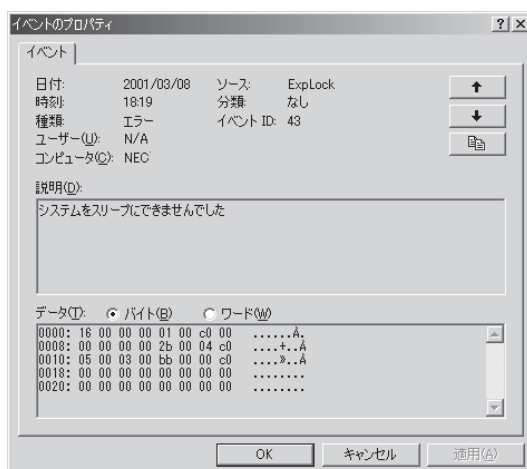 イベントのプロパティ
? ×
イベント
日付: 2001/03/08 ソース: ExpLock
時刻: 18:19 分類: なし
種類: エラー イベント ID: 43
ユーザー(U): N/A
コンピュータ(C): NEC
説明(D):
システムをスリープにできませんでした
データ(T): バイト(B) ワード(W)
0000: 16 00 00 00 01 00 c0 00 ......À.
0008: 00 00 00 00 2b 00 04 c0 ....+..À
0010: 05 00 03 00 bb 00 00 c0 ....»..À
0018: 00 00 00 00 00 00 00 00 ........
0020: 00 00 00 00 00 00 00 00 ........
OK キャンセル 適用(A)